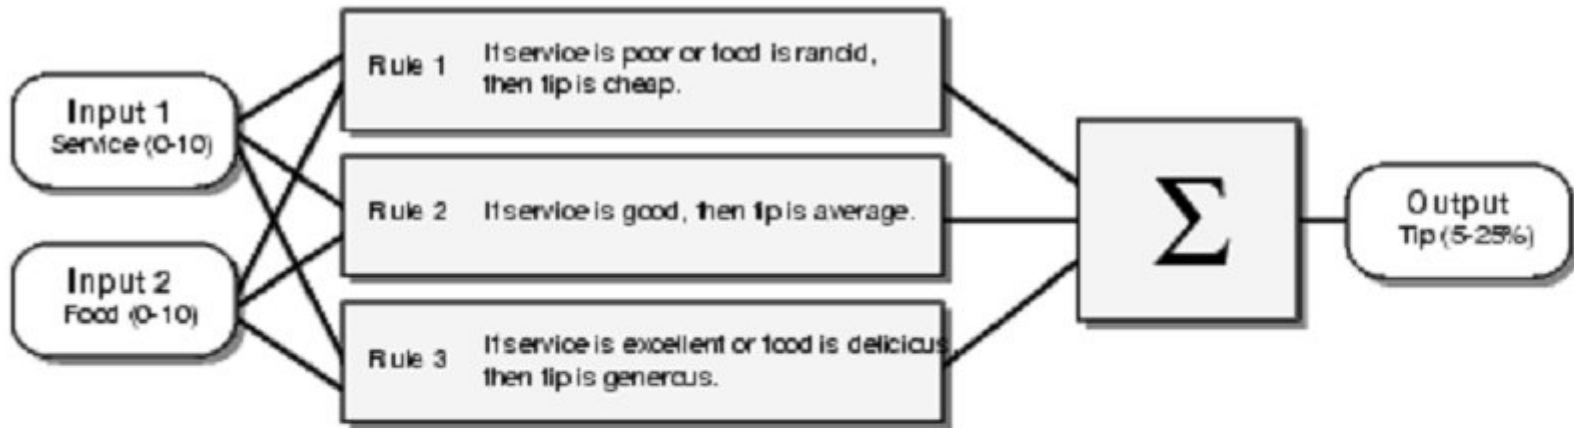 Input 1
Service (0-10)
Input 2
Food (0-10)
Rule 1
If service is poor or food is rancid,
then tip is cheap.
Rule 2
If service is good, then tip is average.
Rule 3
If service is excellent or food is delicious,
then tip is generous.
Σ
Output
Tip (5-25%)